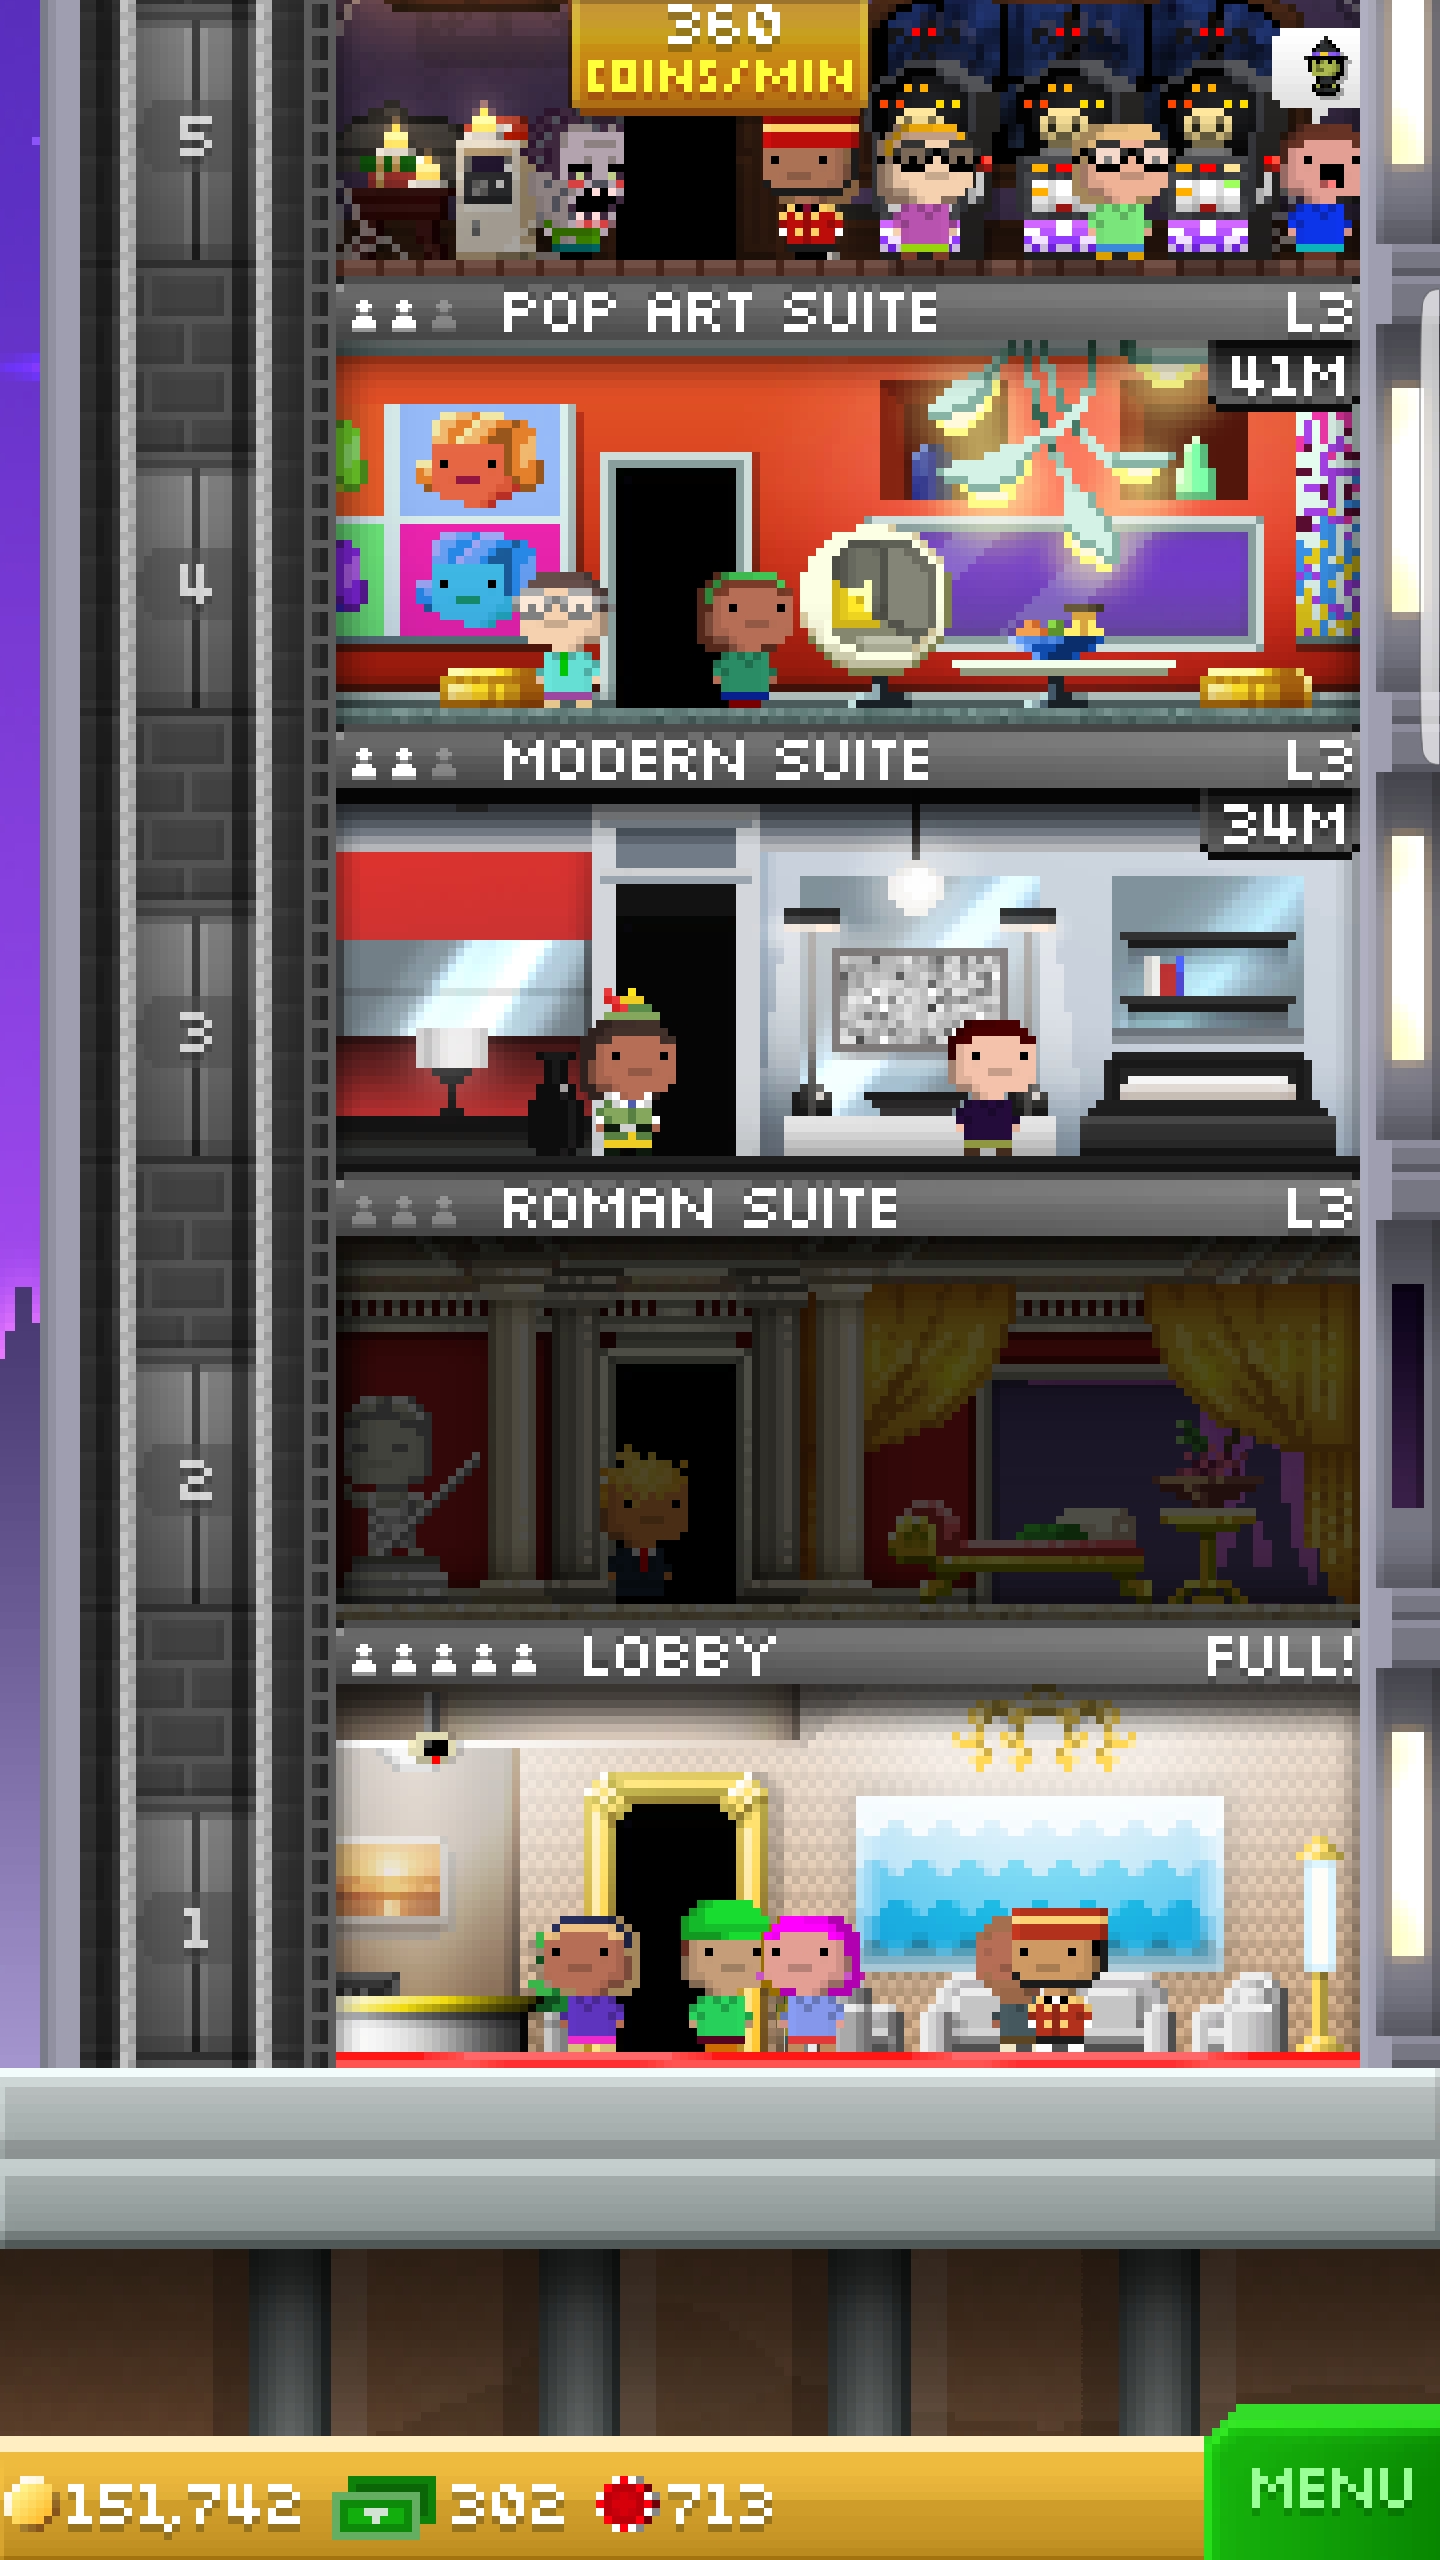 360
COINS/MIN
5
POP ART SUITE L3
41M
4
MODERN SUITE L3
34M
3
ROMAN SUITE L3
2
LOBBY FULL!
1
151,742 302 713
MENU